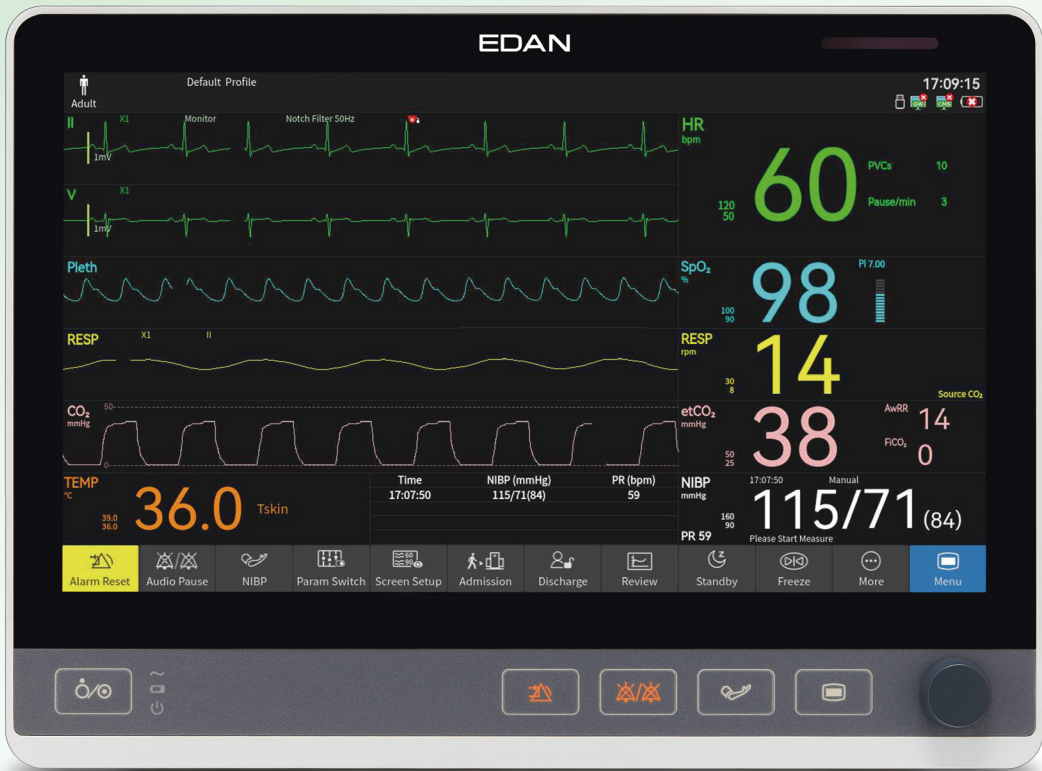 EDAN
Default Profile
17:09:15
Adult
GW
CMS
II X1 Monitor Notch Filter 50Hz
1mV
HR
bpm
60
120
50
PVCs 10
Pause/min 3
V X1
1mV
Pleth
SpO₂
%
98
100
90
PI 7.00
RESP X1 II
RESP
rpm
14
30
8
Source CO₂
CO₂
mmHg
50
0
etCO₂
mmHg
38
50
25
AwRR 14
FiCO₂ 0
TEMP
°C
39.0
36.0
36.0
Tskin
Time NIBP (mmHg) PR (bpm)
17:07:50 115/71(84) 59
NIBP
mmHg
17:07:50 Manual
160
90
115/71 (84)
PR 59
Please Start Measure
Alarm Reset Audio Pause NIBP Param Switch Screen Setup Admission Discharge Review Standby Freeze More Menu